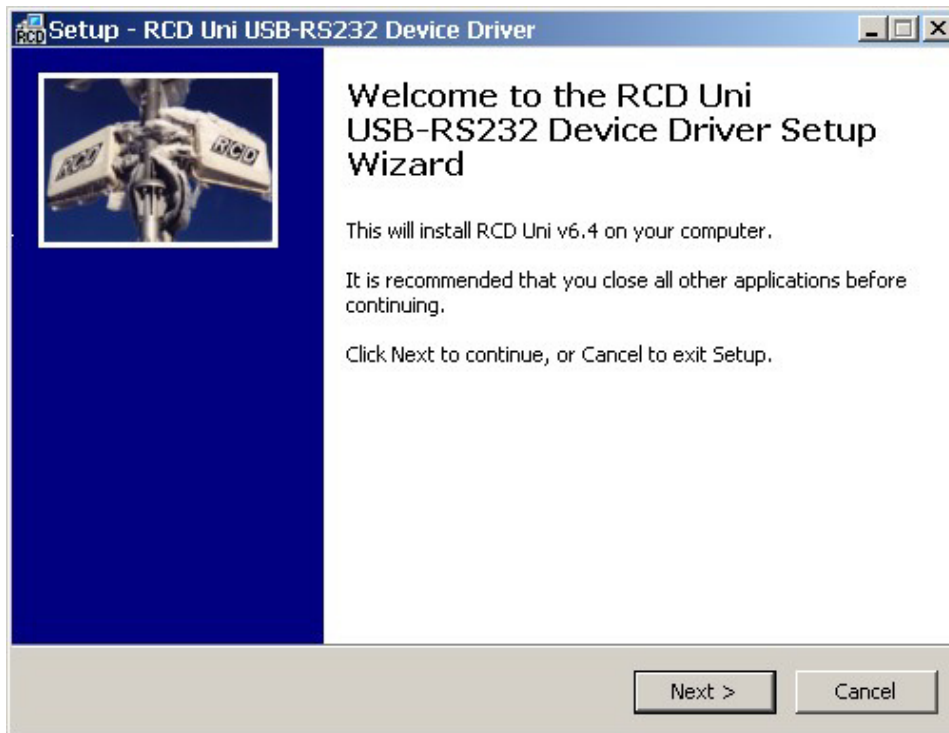 RCD
Setup - RCD Uni USB-RS232 Device Driver
RCD
RCD
Welcome to the RCD Uni
USB-RS232 Device Driver Setup
Wizard
This will install RCD Uni v6.4 on your computer.
It is recommended that you close all other applications before
continuing.
Click Next to continue, or Cancel to exit Setup.
Next >
Cancel